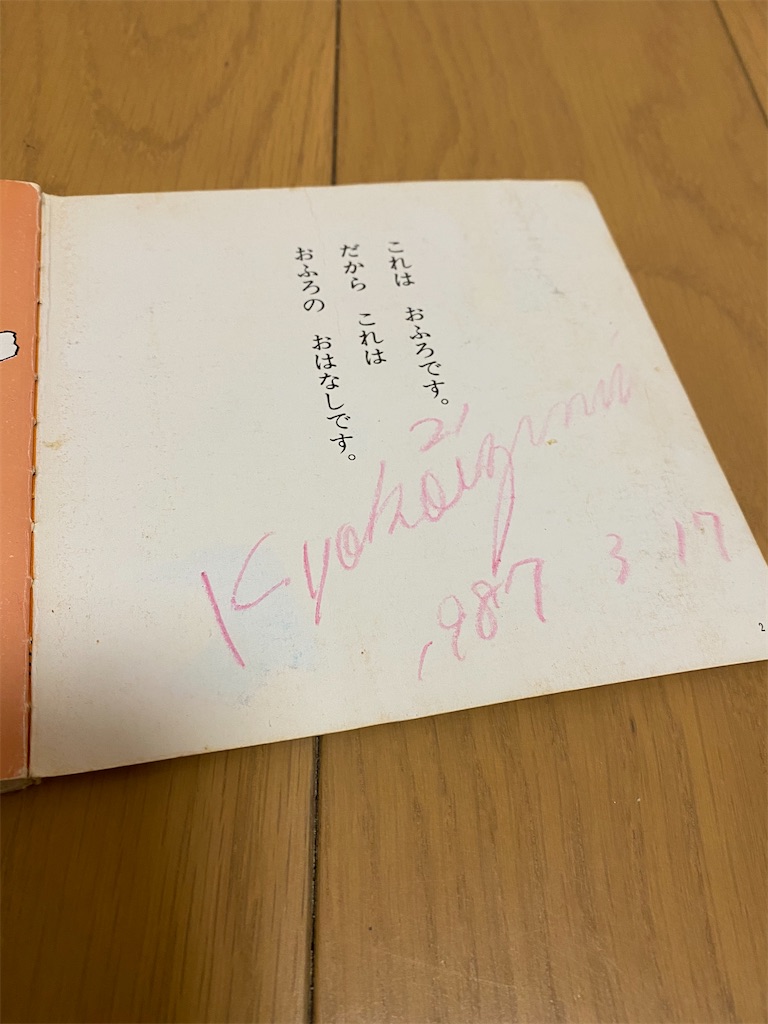 これは　おふろです。
だから　これは
おふろの　おはなしです。
Kyoko
1987 3 17
2